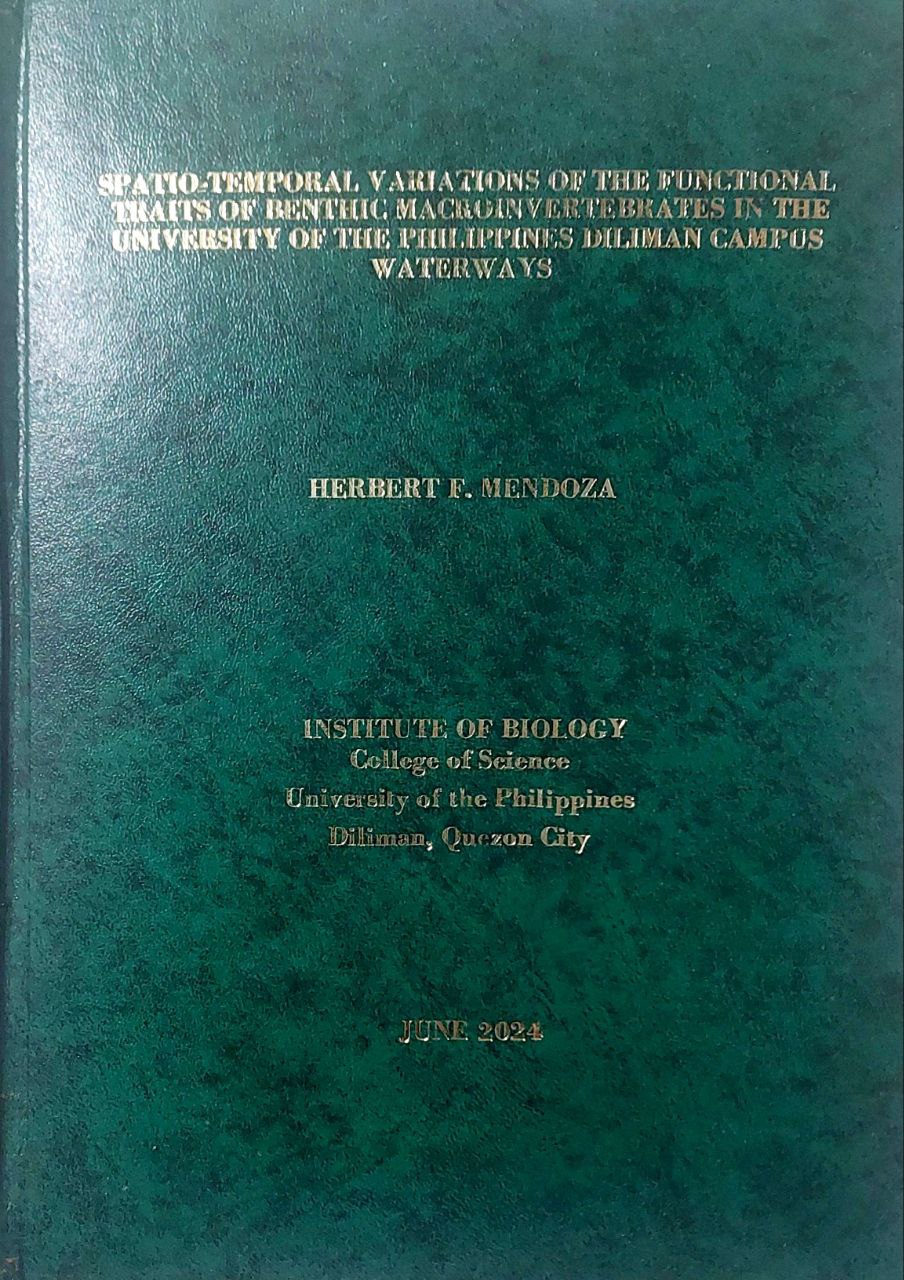 SPATIO-TEMPORAL VARIATIONS OF THE FUNCTIONAL
TRAITS OF BENTHIC MACROINVERTEBRATES IN THE
UNIVERSITY OF THE PHILIPPINES DILIMAN CAMPUS
WATERWAYS
HERBERT F. MENDOZA
INSTITUTE OF BIOLOGY
College of Science
University of the Philippines
Diliman, Quezon City
JUNE 2024